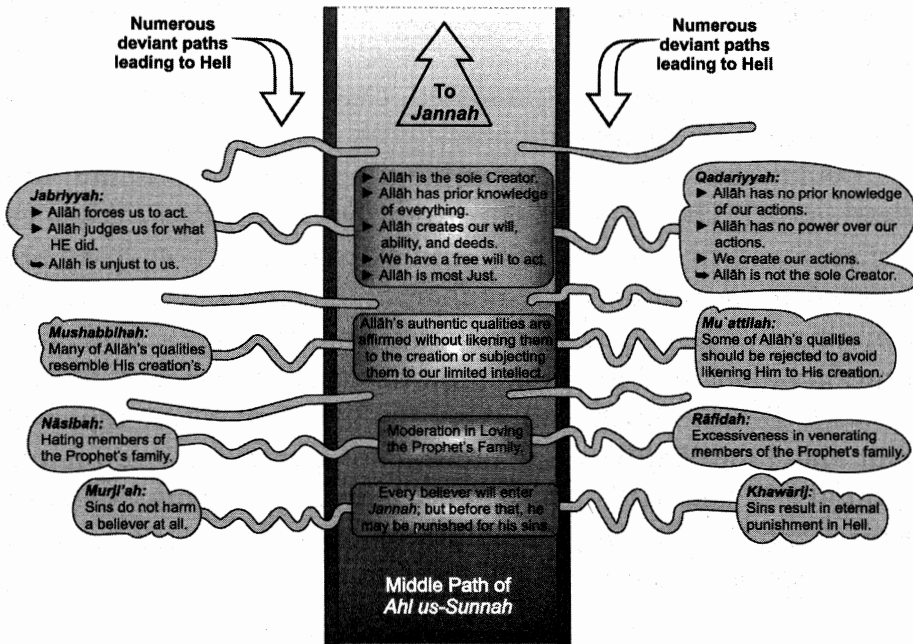 Numerous
deviant paths
leading to Hell
To
Jannah
Numerous
deviant paths
leading to Hell
Jabriyyah:
► Allāh forces us to act.
► Allāh judges us for what
HE did.
➥ Allāh is unjust to us.
► Allāh is the sole Creator.
► Allāh has prior knowledge
of everything.
► Allāh creates our will,
ability, and deeds.
► We have a free will to act.
► Allāh is most Just.
Qadariyyah:
► Allāh has no prior knowledge
of our actions.
► Allāh has no power over our
actions.
► We create our actions.
➥ Allāh is not the sole Creator.
Mushabbihah:
Many of Allāh's qualities
resemble His creation's.
Allāh's authentic qualities are
affirmed without likening them
to the creation or subjecting
them to our limited intellect.
Mu`attilah:
Some of Allāh's qualities
should be rejected to avoid
likening Him to His creation.
Nāsibah:
Hating members of
the Prophet's family.
Moderation in Loving
the Prophet's Family.
Rāfidah:
Excessiveness in venerating
members of the Prophet's family.
Murji'ah:
Sins do not harm
a believer at all.
Every believer will enter
Jannah; but before that, he
may be punished for his sins.
Khawārij:
Sins result in eternal
punishment in Hell.
Middle Path of
Ahl us-Sunnah